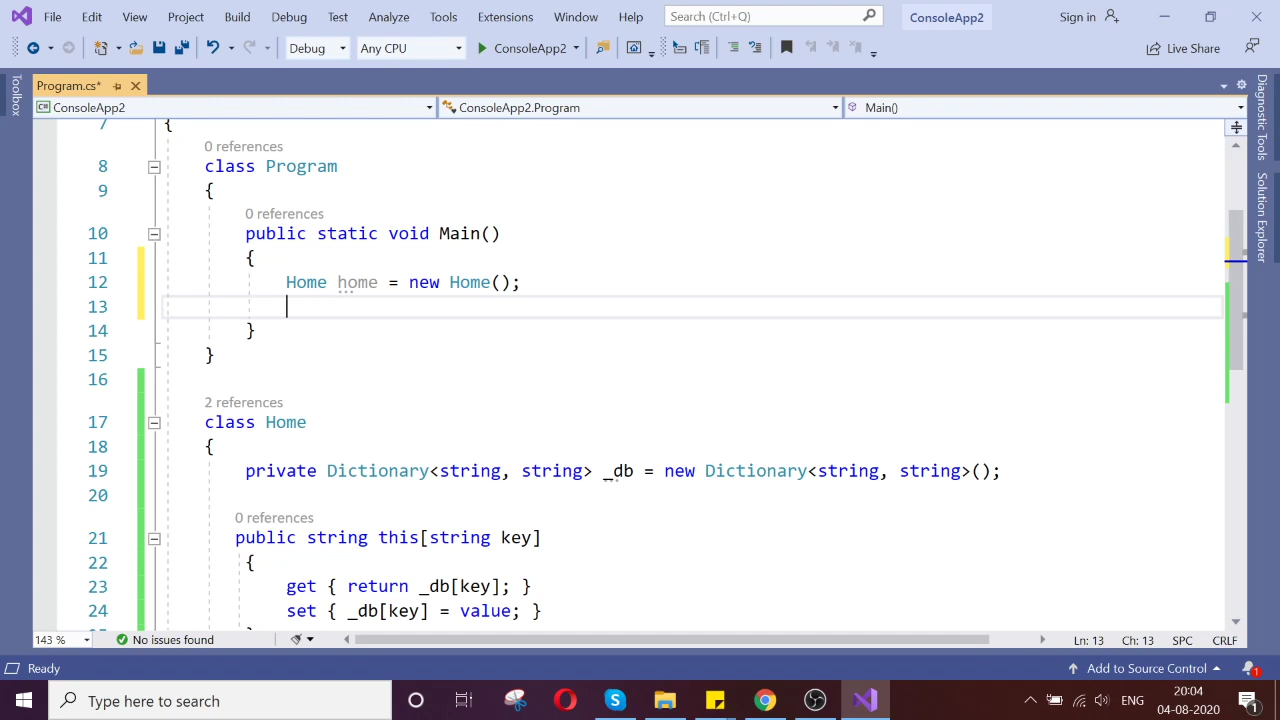 File Edit View Project Build Debug Test Analyze Tools Extensions Window Help Search (Ctrl+Q) ConsoleApp2 Sign in
Debug Any CPU ConsoleApp2 Live Share
Toolbox
Program.cs*
ConsoleApp2 ConsoleApp2.Program Main()
Diagnostic Tools
Solution Explorer
7 {
0 references
8 class Program
9 {
0 references
10 public static void Main()
11 {
12 Home home = new Home();
13
14 }
15 }
16
2 references
17 class Home
18 {
19 private Dictionary<string, string> _db = new Dictionary<string, string>();
20
0 references
21 public string this[string key]
22 {
23 get { return _db[key]; }
24 set { _db[key] = value; }
143 % No issues found Ln: 13 Ch: 13 SPC CRLF
Ready Add to Source Control 1
Type here to search ENG 20:04
04-08-2020 1